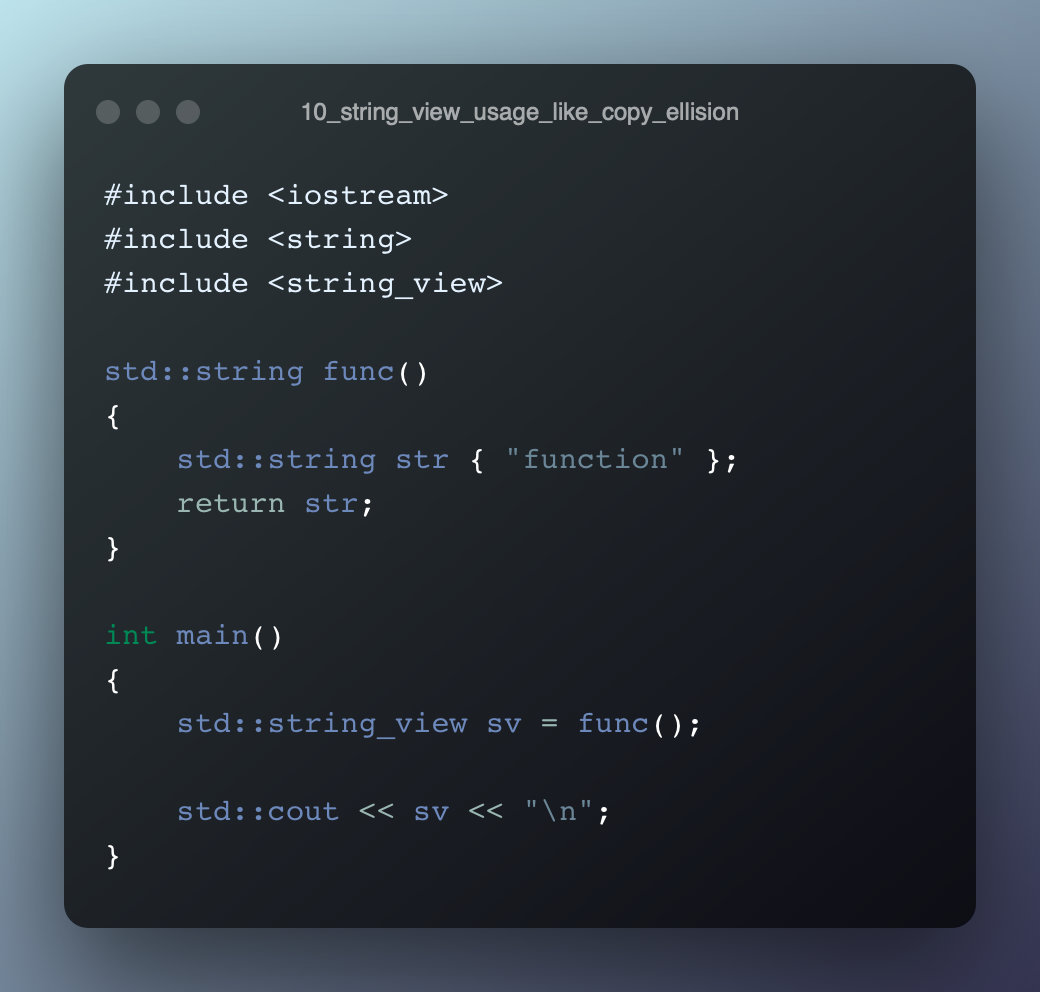 10_string_view_usage_like_copy_ellision
#include <iostream>
#include <string>
#include <string_view>
std::string func()
{
    std::string str { "function" };
    return str;
}
int main()
{
    std::string_view sv = func();
    std::cout << sv << "\n";
}